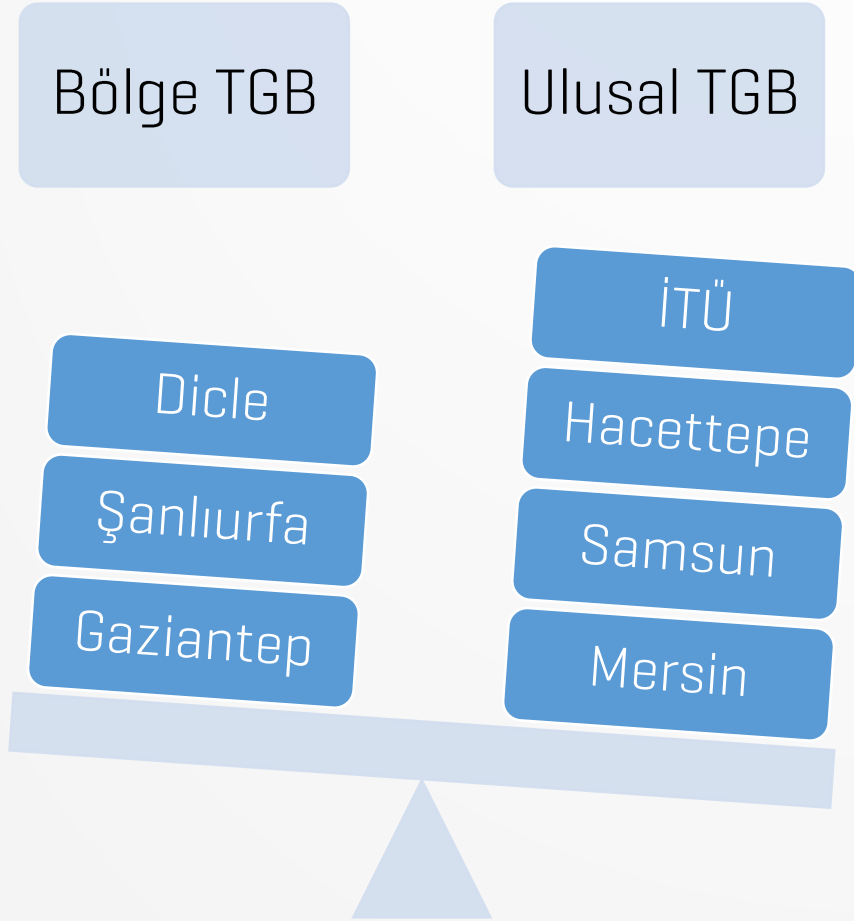 Bölge TGB
Ulusal TGB
Dicle
Şanlıurfa
Gaziantep
İTÜ
Hacettepe
Samsun
Mersin